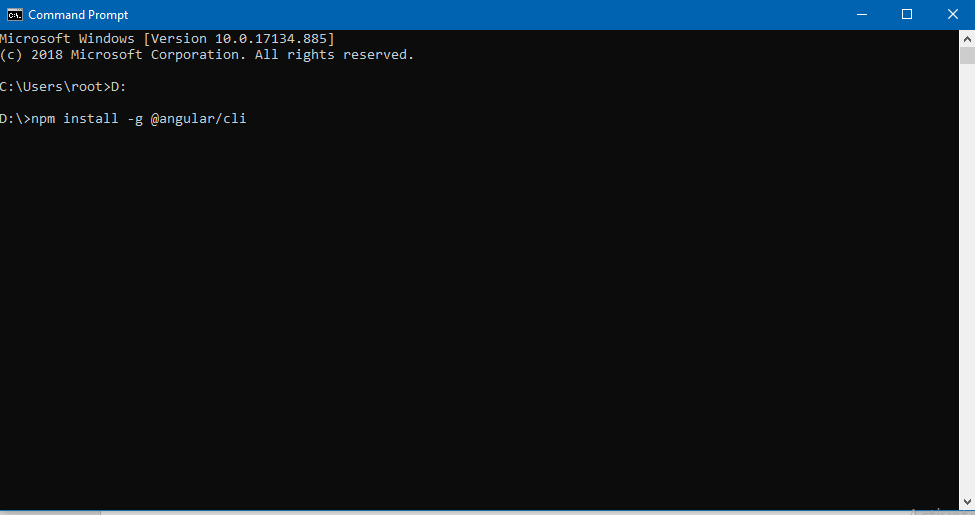 Command Prompt
Microsoft Windows [Version 10.0.17134.885]
(c) 2018 Microsoft Corporation. All rights reserved.
C:\Users\root>D:
D:\>npm install -g @angular/cli